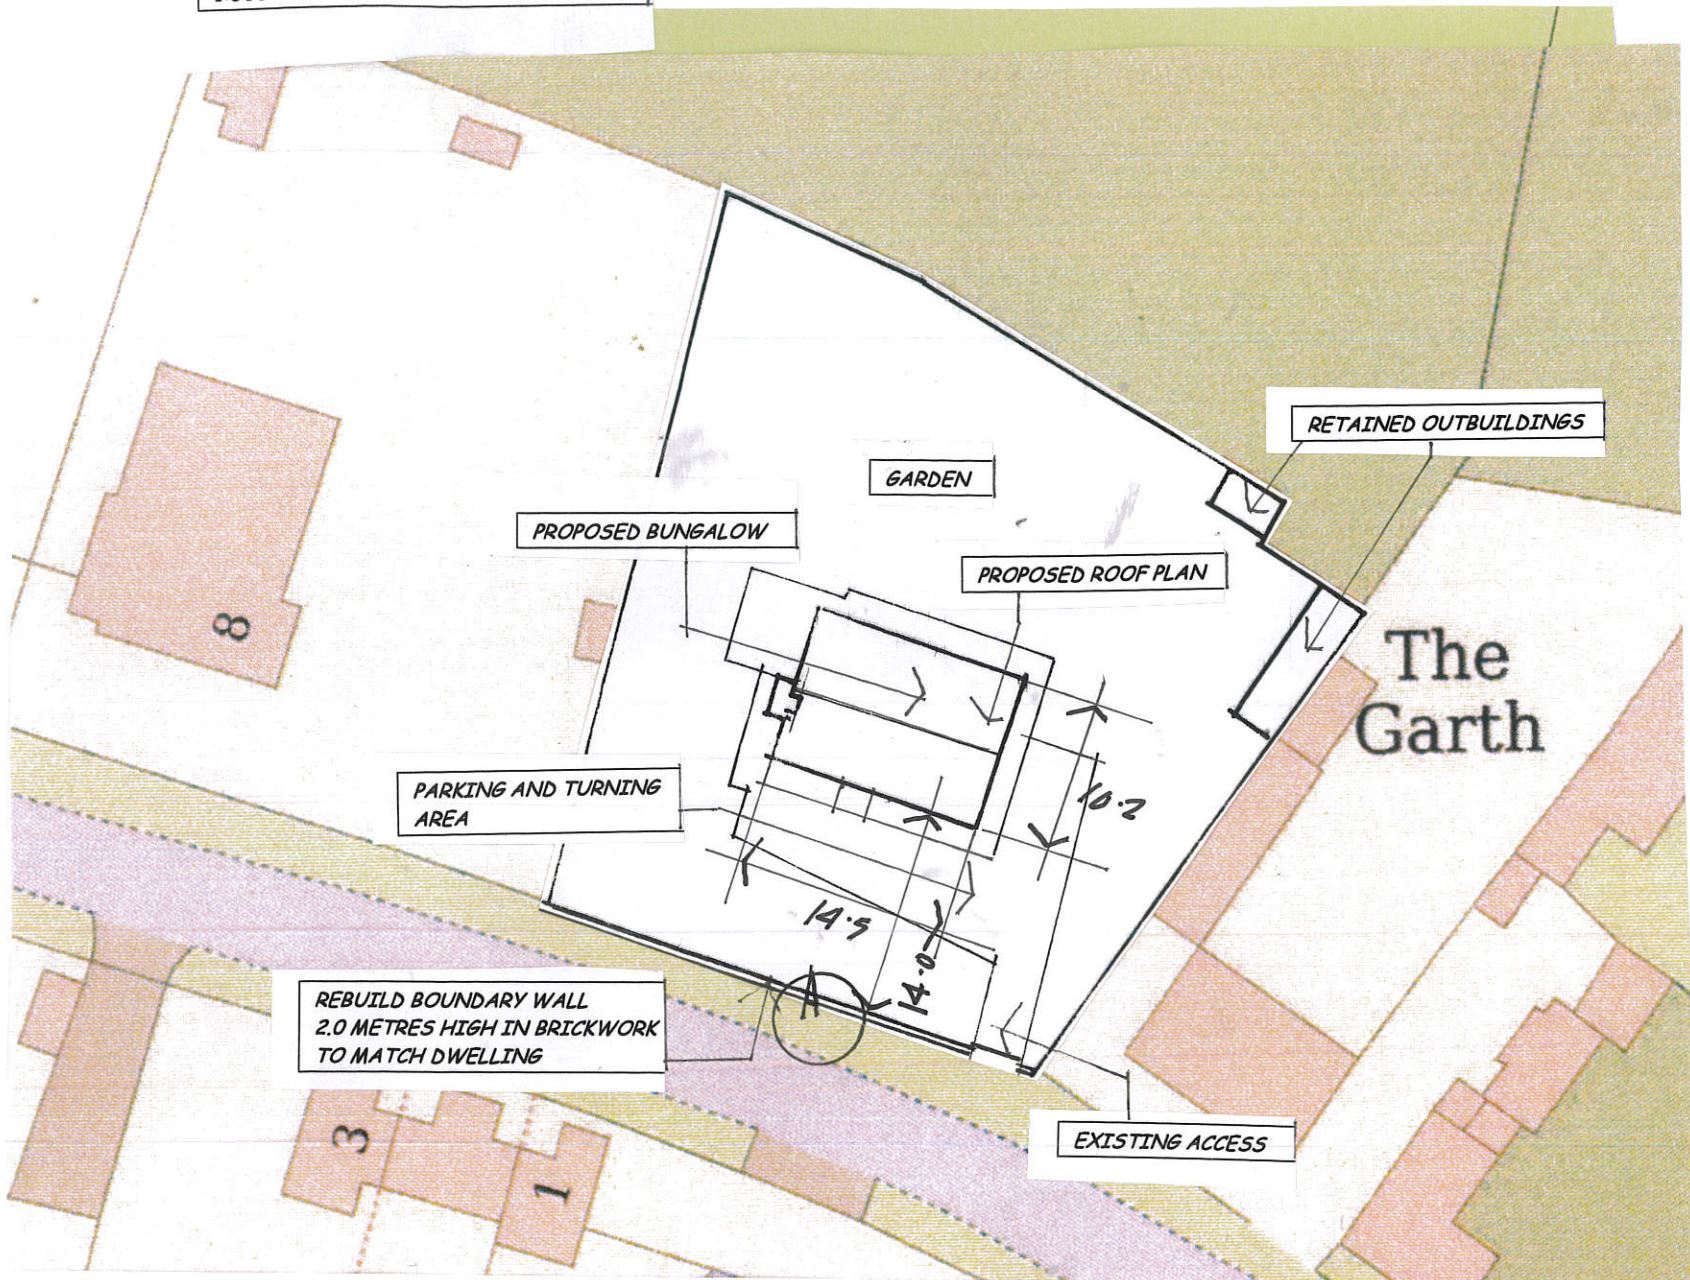 RETAINED OUTBUILDINGS
GARDEN
PROPOSED BUNGALOW
PROPOSED ROOF PLAN
8
The
Garth
PARKING AND TURNING
AREA
10.2
14.5
14.0
REBUILD BOUNDARY WALL
2.0 METRES HIGH IN BRICKWORK
TO MATCH DWELLING
EXISTING ACCESS
3
1